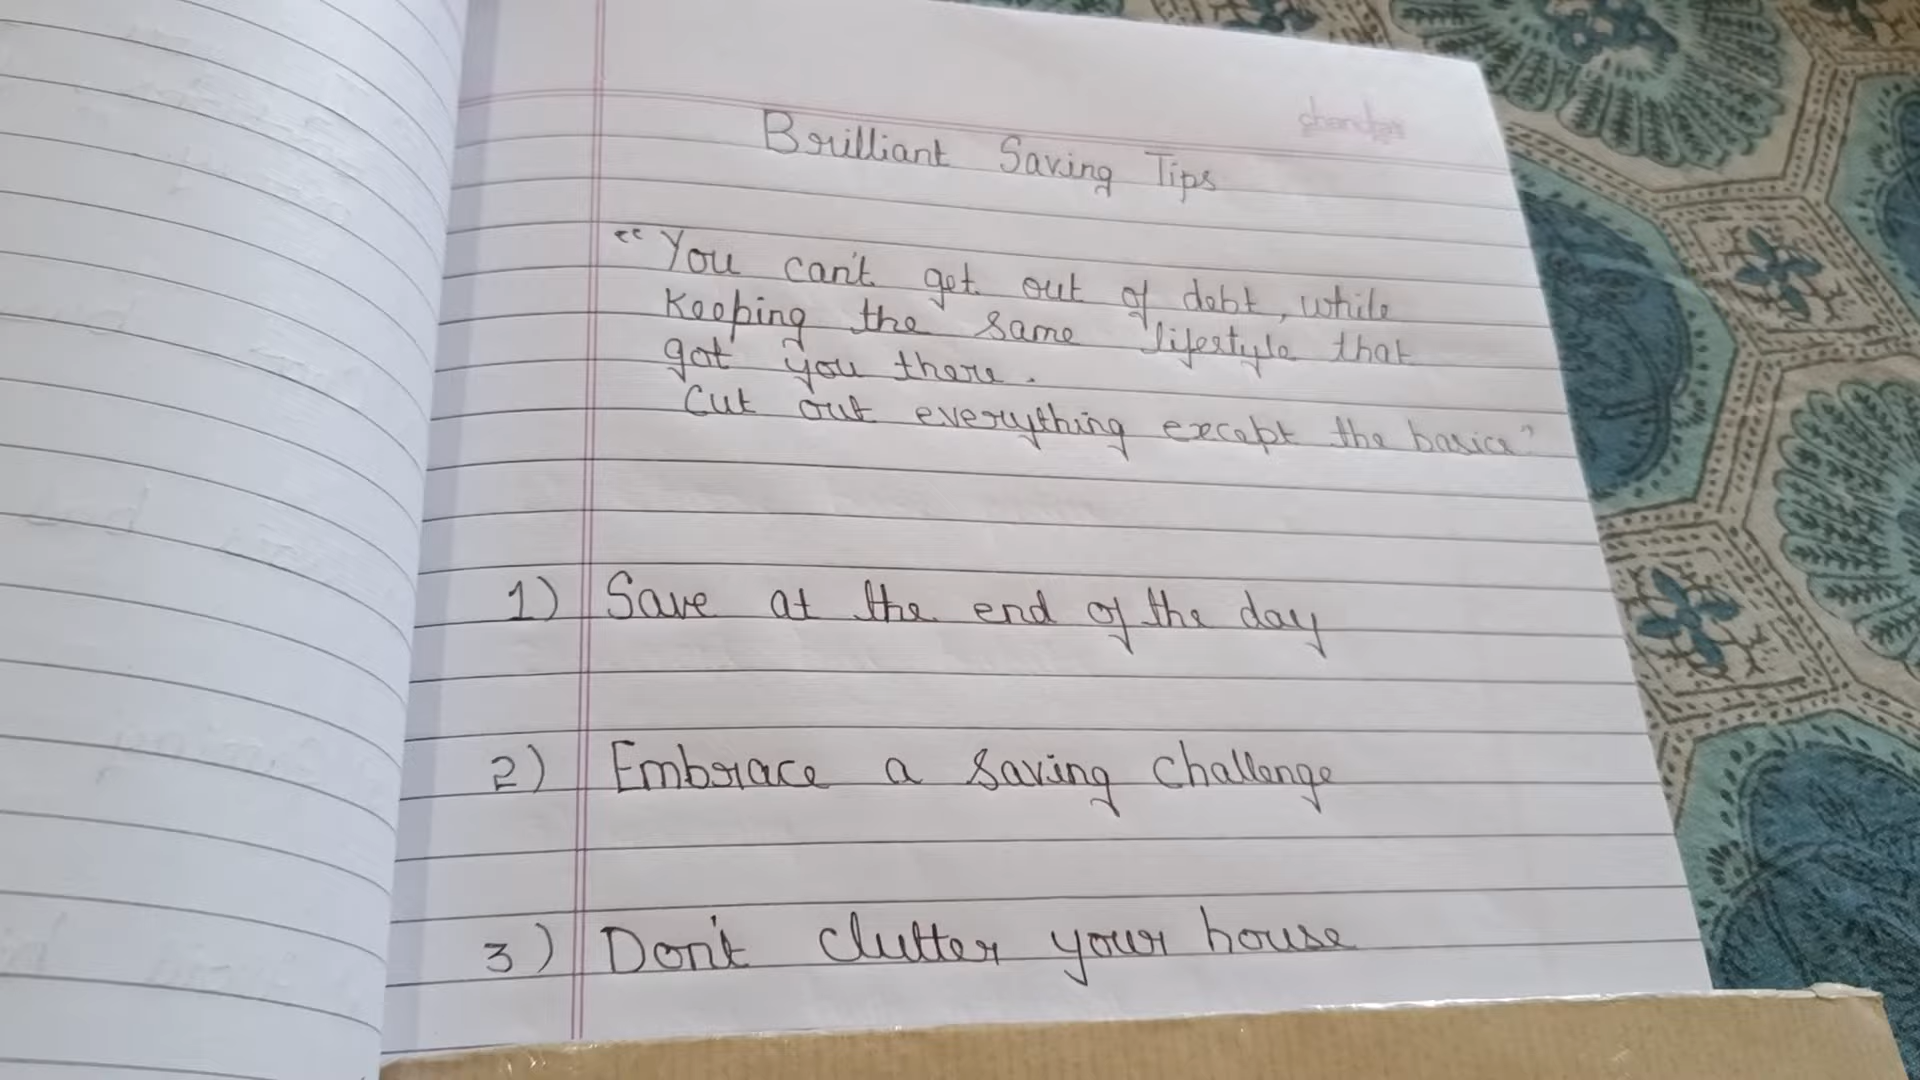 Brilliant Saving Tips
"You can't get out of debt, while
Keeping the same lifestyle that
got you there.
Cut out everything except the basics"
1) Save at the end of the day
2) Embrace a saving challenge
3) Don't clutter your house